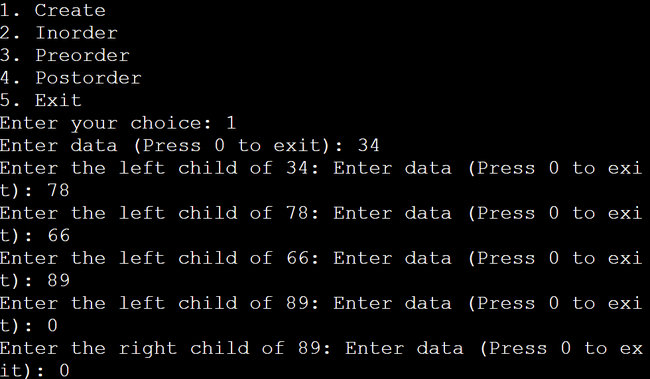 1. Create
2. Inorder
3. Preorder
4. Postorder
5. Exit
Enter your choice: 1
Enter data (Press 0 to exit): 34
Enter the left child of 34: Enter data (Press 0 to exi
t): 78
Enter the left child of 78: Enter data (Press 0 to exi
t): 66
Enter the left child of 66: Enter data (Press 0 to exi
t): 89
Enter the left child of 89: Enter data (Press 0 to exi
t): 0
Enter the right child of 89: Enter data (Press 0 to ex
it): 0